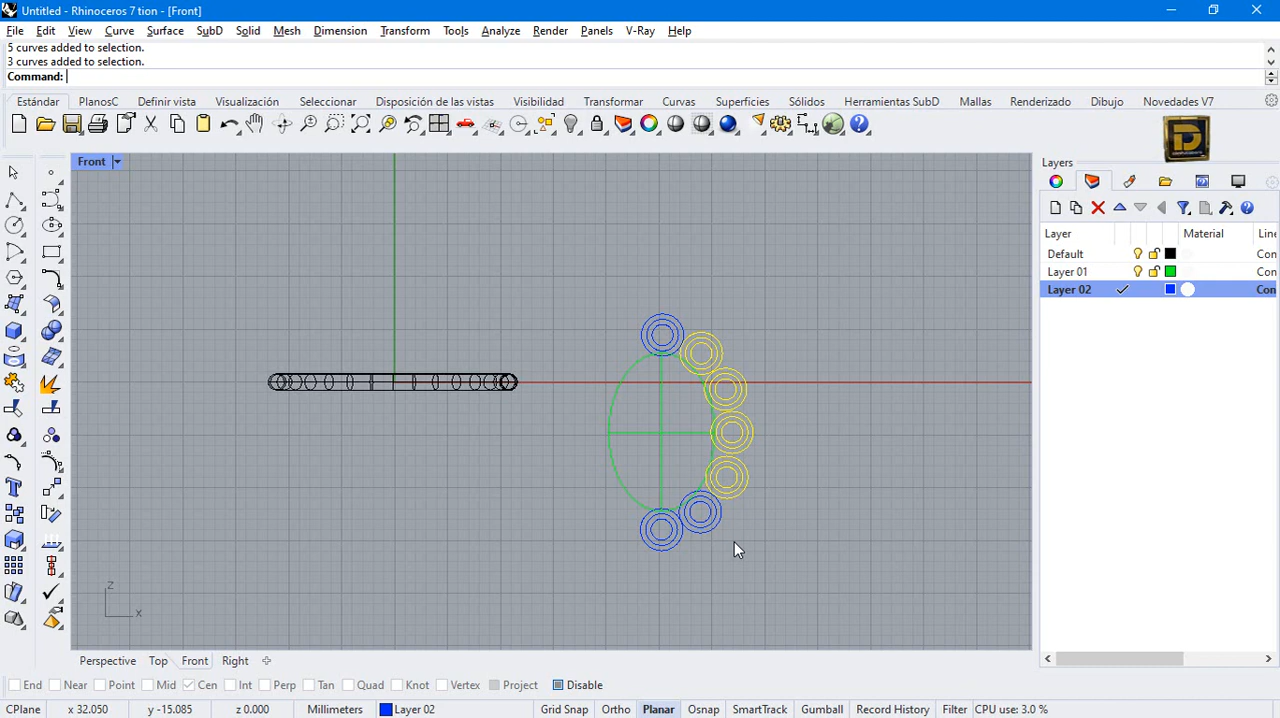 Untitled - Rhinoceros 7 tion - [Front]
File Edit View Curve Surface SubD Solid Mesh Dimension Transform Tools Analyze Render Panels V-Ray Help
5 curves added to selection.
3 curves added to selection.
Command:
Estándar PlanosC Definir vista Visualización Seleccionar Disposición de las vistas Visibilidad Transformar Curvas Superficies Sólidos Herramientas SubD Mallas Renderizado Dibujo Novedades V7
Front
Layers
Layer Material Line
Default Con
Layer 01 Con
Layer 02 Con
z
x
Perspective Top Front Right
End Near Point Mid Cen Int Perp Tan Quad Knot Vertex Project Disable
CPlane x 32.050 y -15.085 z 0.000 Millimeters Layer 02 Grid Snap Ortho Planar Osnap SmartTrack Gumball Record History Filter CPU use: 3.0 %